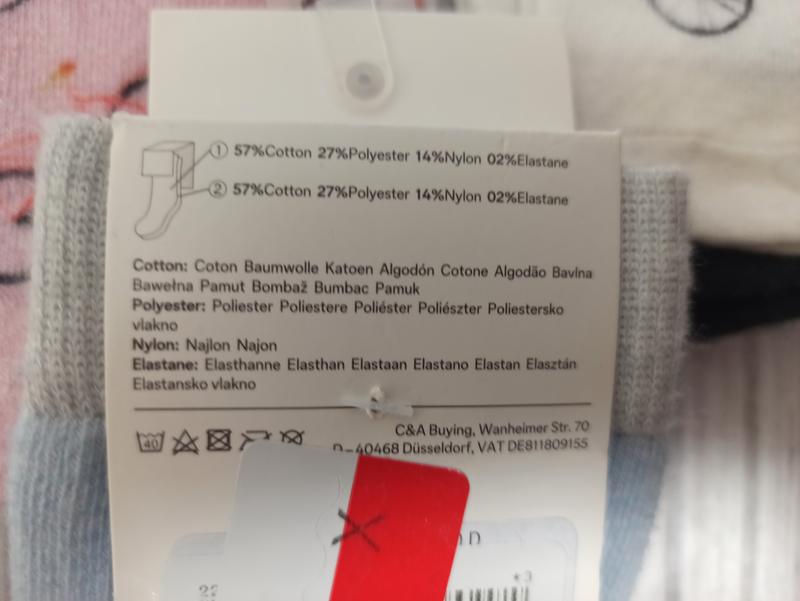 ① 57%Cotton 27%Polyester 14%Nylon 02%Elastane
② 57%Cotton 27%Polyester 14%Nylon 02%Elastane
Cotton: Coton Baumwolle Katoen Algodón Cotone Algodão Bavlna
Bawełna Pamut Bombaž Bumbac Pamuk
Polyester: Poliester Poliestere Poliéster Poliészter Poliestersko
vlakno
Nylon: Najlon Najon
Elastane: Elasthanne Elasthan Elastaan Elastano Elastan Elasztán
Elastansko vlakno
40
C&A Buying, Wanheimer Str. 70
D-40468 Düsseldorf, VAT DE811809155